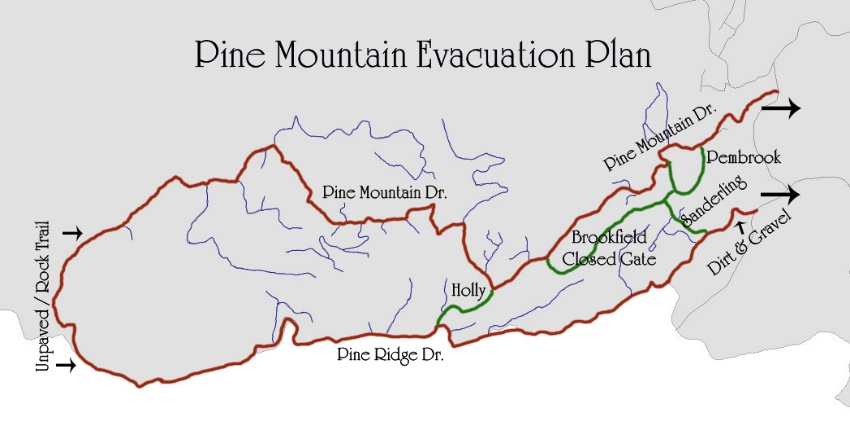 Pine Mountain Evacuation Plan
Pine Mountain Dr.
Pembrook
Pine Mountain Dr.
Sanderling
Unpaved / Rock Trail
Brookfield
Closed Gate
Dirt & Gravel
Holly
Pine Ridge Dr.